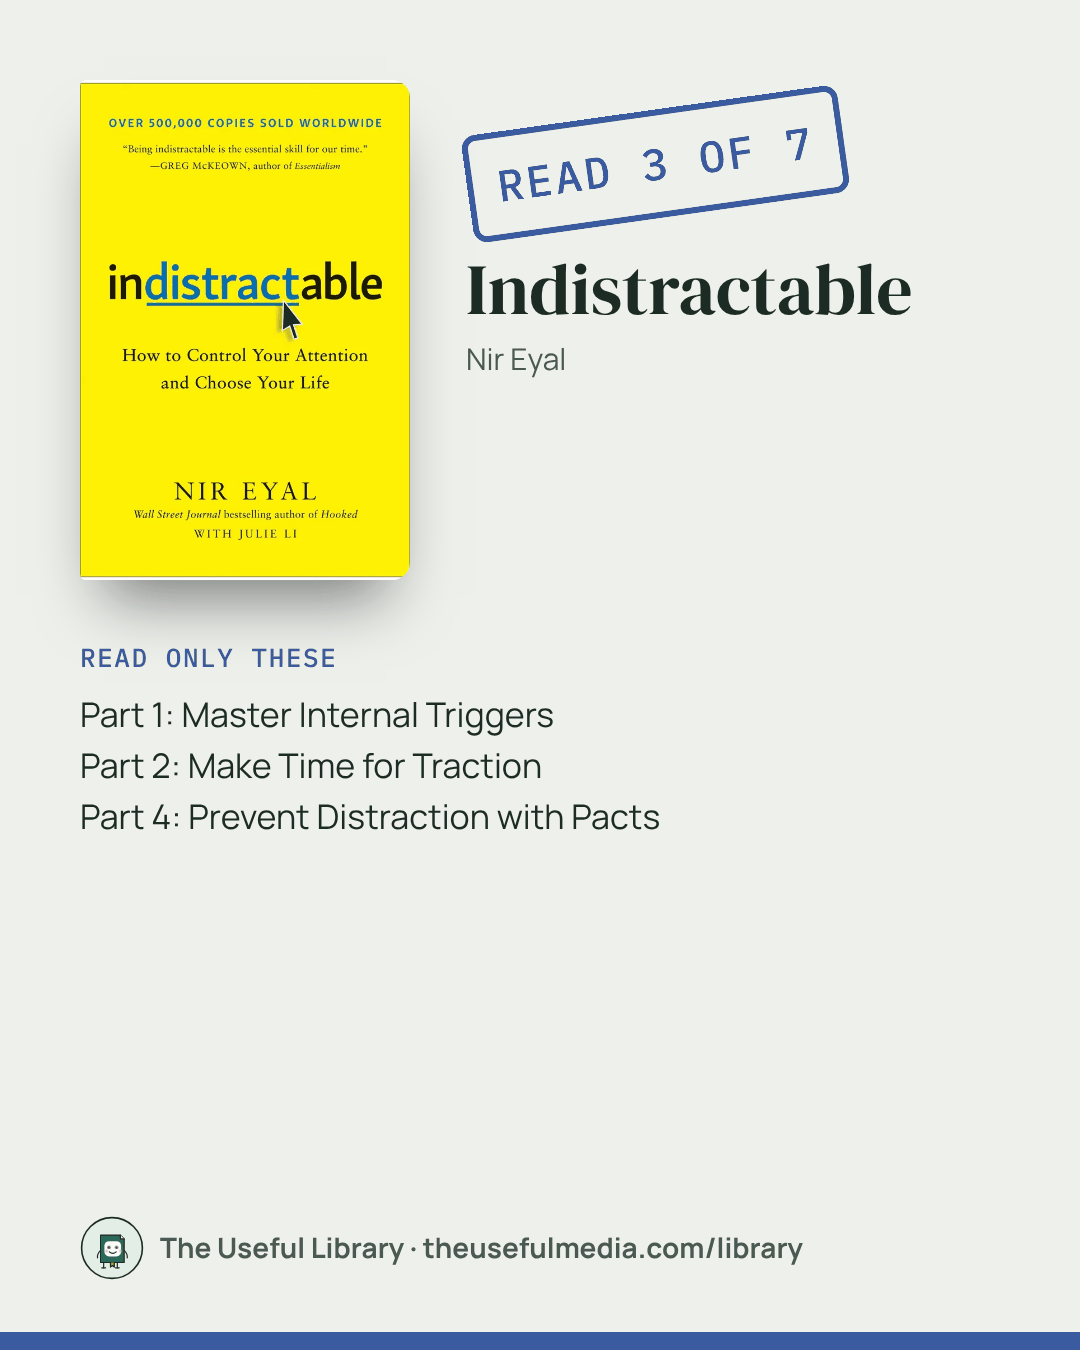 OVER 500,000 COPIES SOLD WORLDWIDE
“Being indistractable is the essential skill for our time.”
—GREG McKEOWN, author of Essentialism
indistractable
How to Control Your Attention
and Choose Your Life
NIR EYAL
Wall Street Journal bestselling author of Hooked
WITH JULIE LI
READ 3 OF 7
Indistractable
Nir Eyal
READ ONLY THESE
Part 1: Master Internal Triggers
Part 2: Make Time for Traction
Part 4: Prevent Distraction with Pacts
The Useful Library · theusefulmedia.com/library